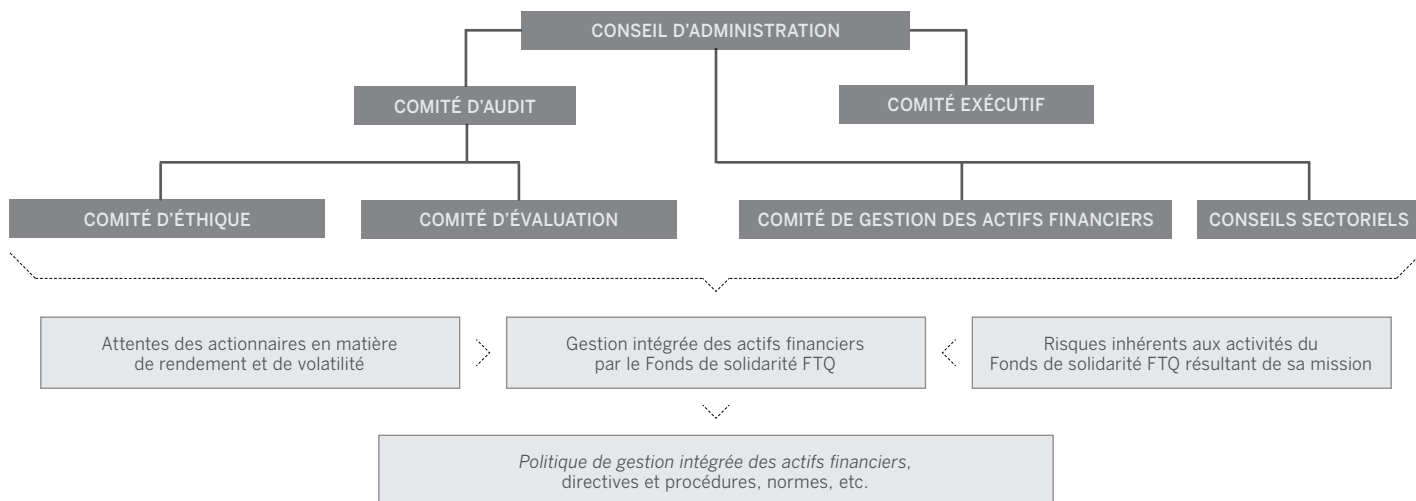 CONSEIL D'ADMINISTRATION
COMITÉ D'AUDIT
COMITÉ EXÉCUTIF
COMITÉ D'ÉTHIQUE
COMITÉ D'ÉVALUATION
COMITÉ DE GESTION DES ACTIFS FINANCIERS
CONSEILS SECTORIELS
Attentes des actionnaires en matière
de rendement et de volatilité
Gestion intégrée des actifs financiers
par le Fonds de solidarité FTQ
Risques inhérents aux activités du
Fonds de solidarité FTQ résultant de sa mission
Politique de gestion intégrée des actifs financiers,
directives et procédures, normes, etc.